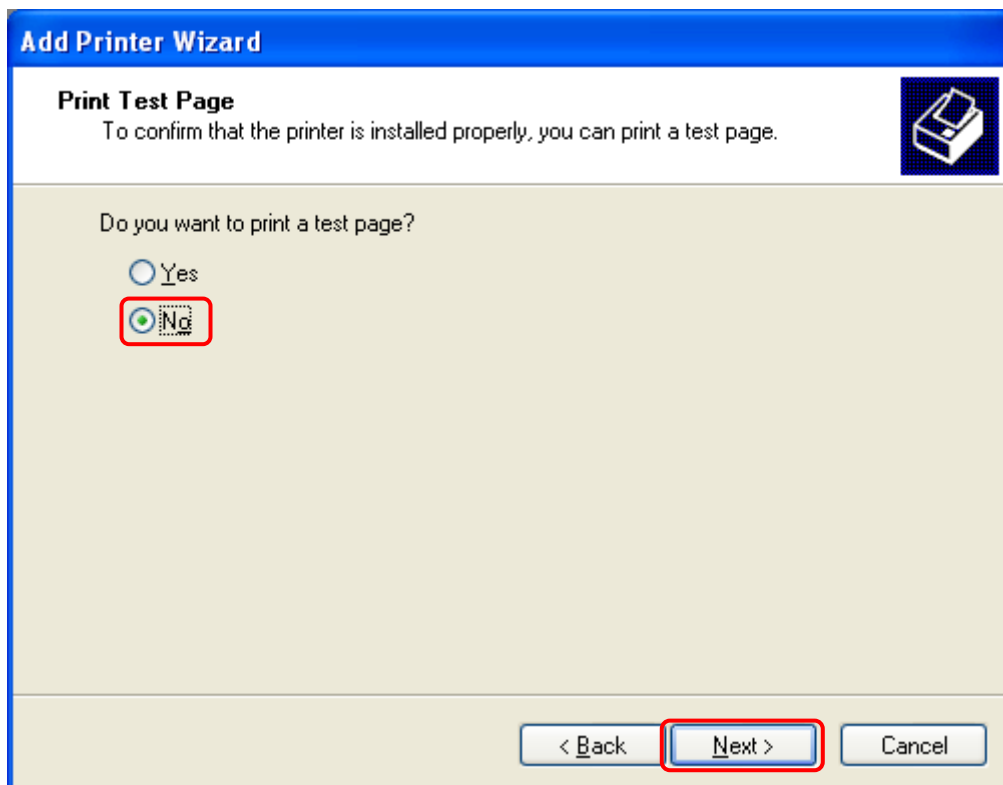 Add Printer Wizard
Print Test Page
To confirm that the printer is installed properly, you can print a test page.
Do you want to print a test page?
Yes
No
< Back
Next >
Cancel